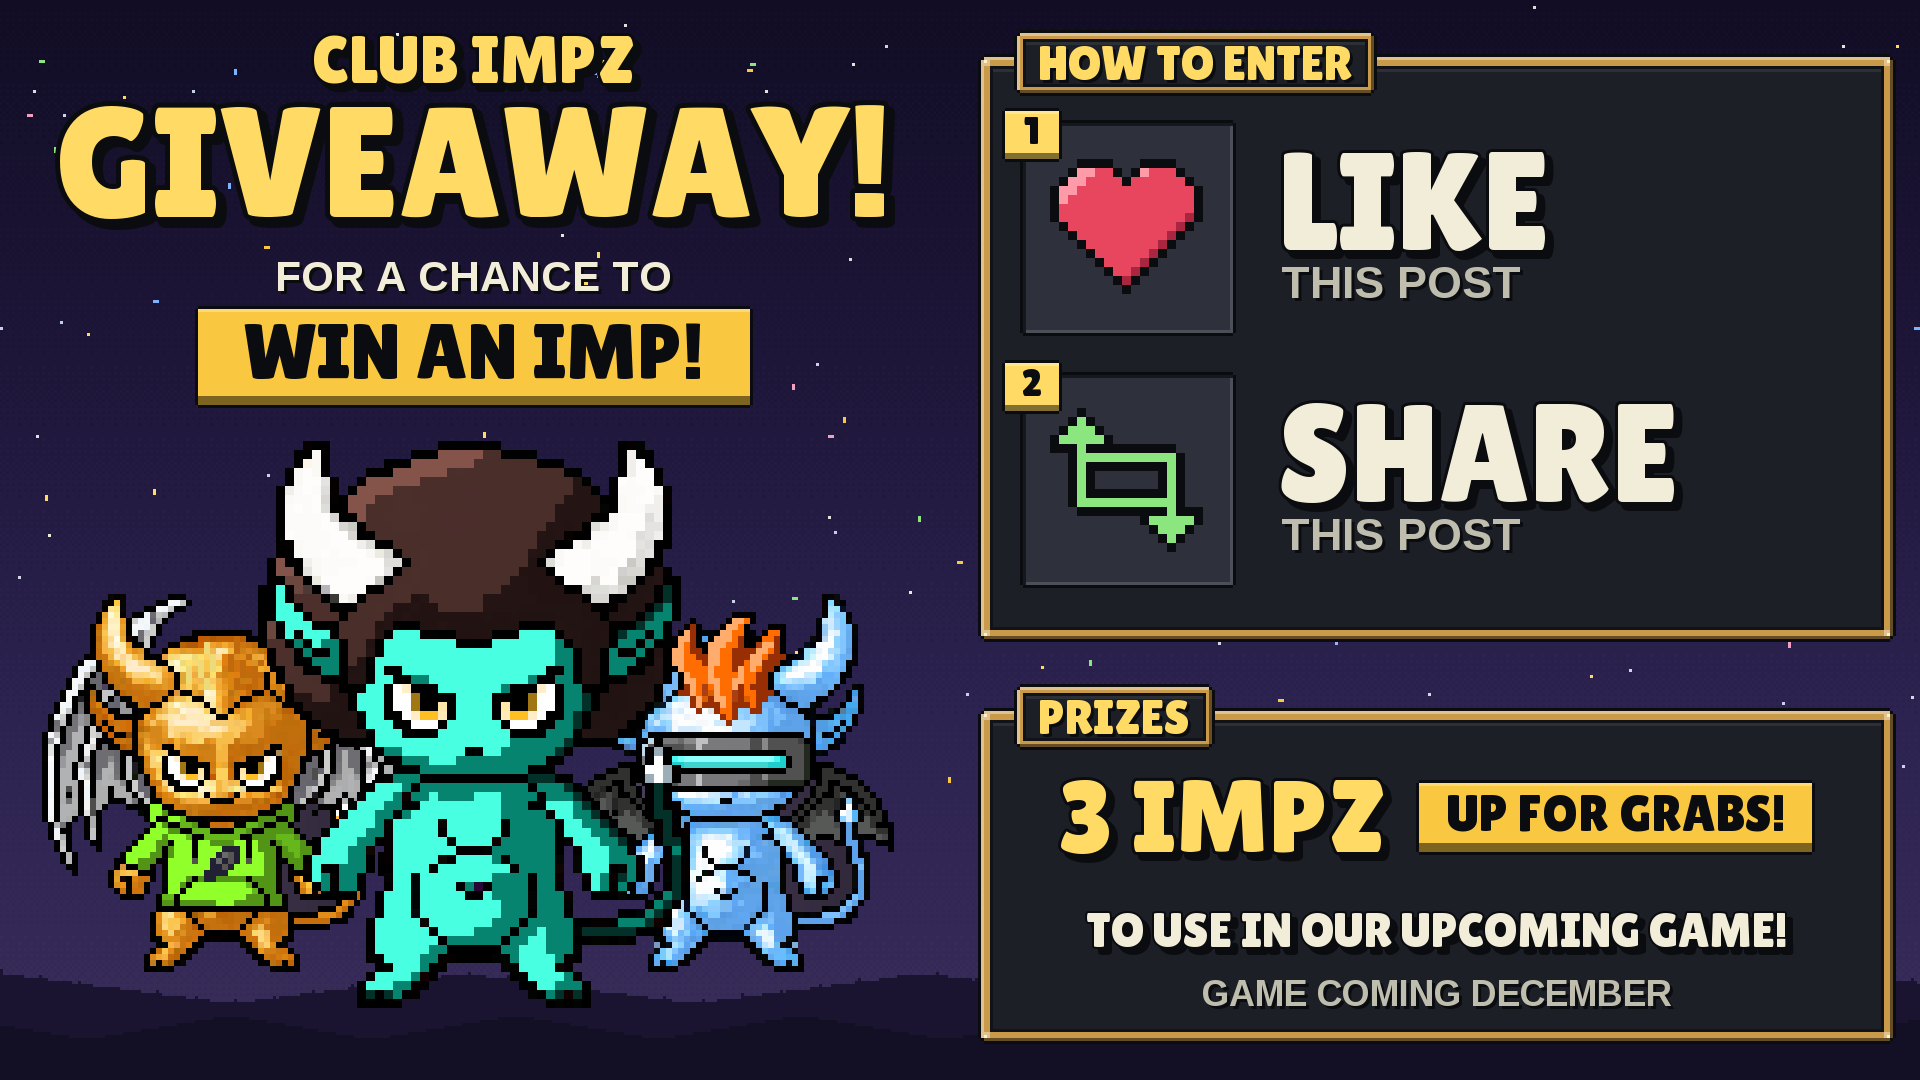 CLUB IMPZ
GIVEAWAY!
FOR A CHANCE TO
WIN AN IMP!
HOW TO ENTER
1
LIKE
THIS POST
2
SHARE
THIS POST
PRIZES
3 IMPZ
UP FOR GRABS!
TO USE IN OUR UPCOMING GAME!
GAME COMING DECEMBER